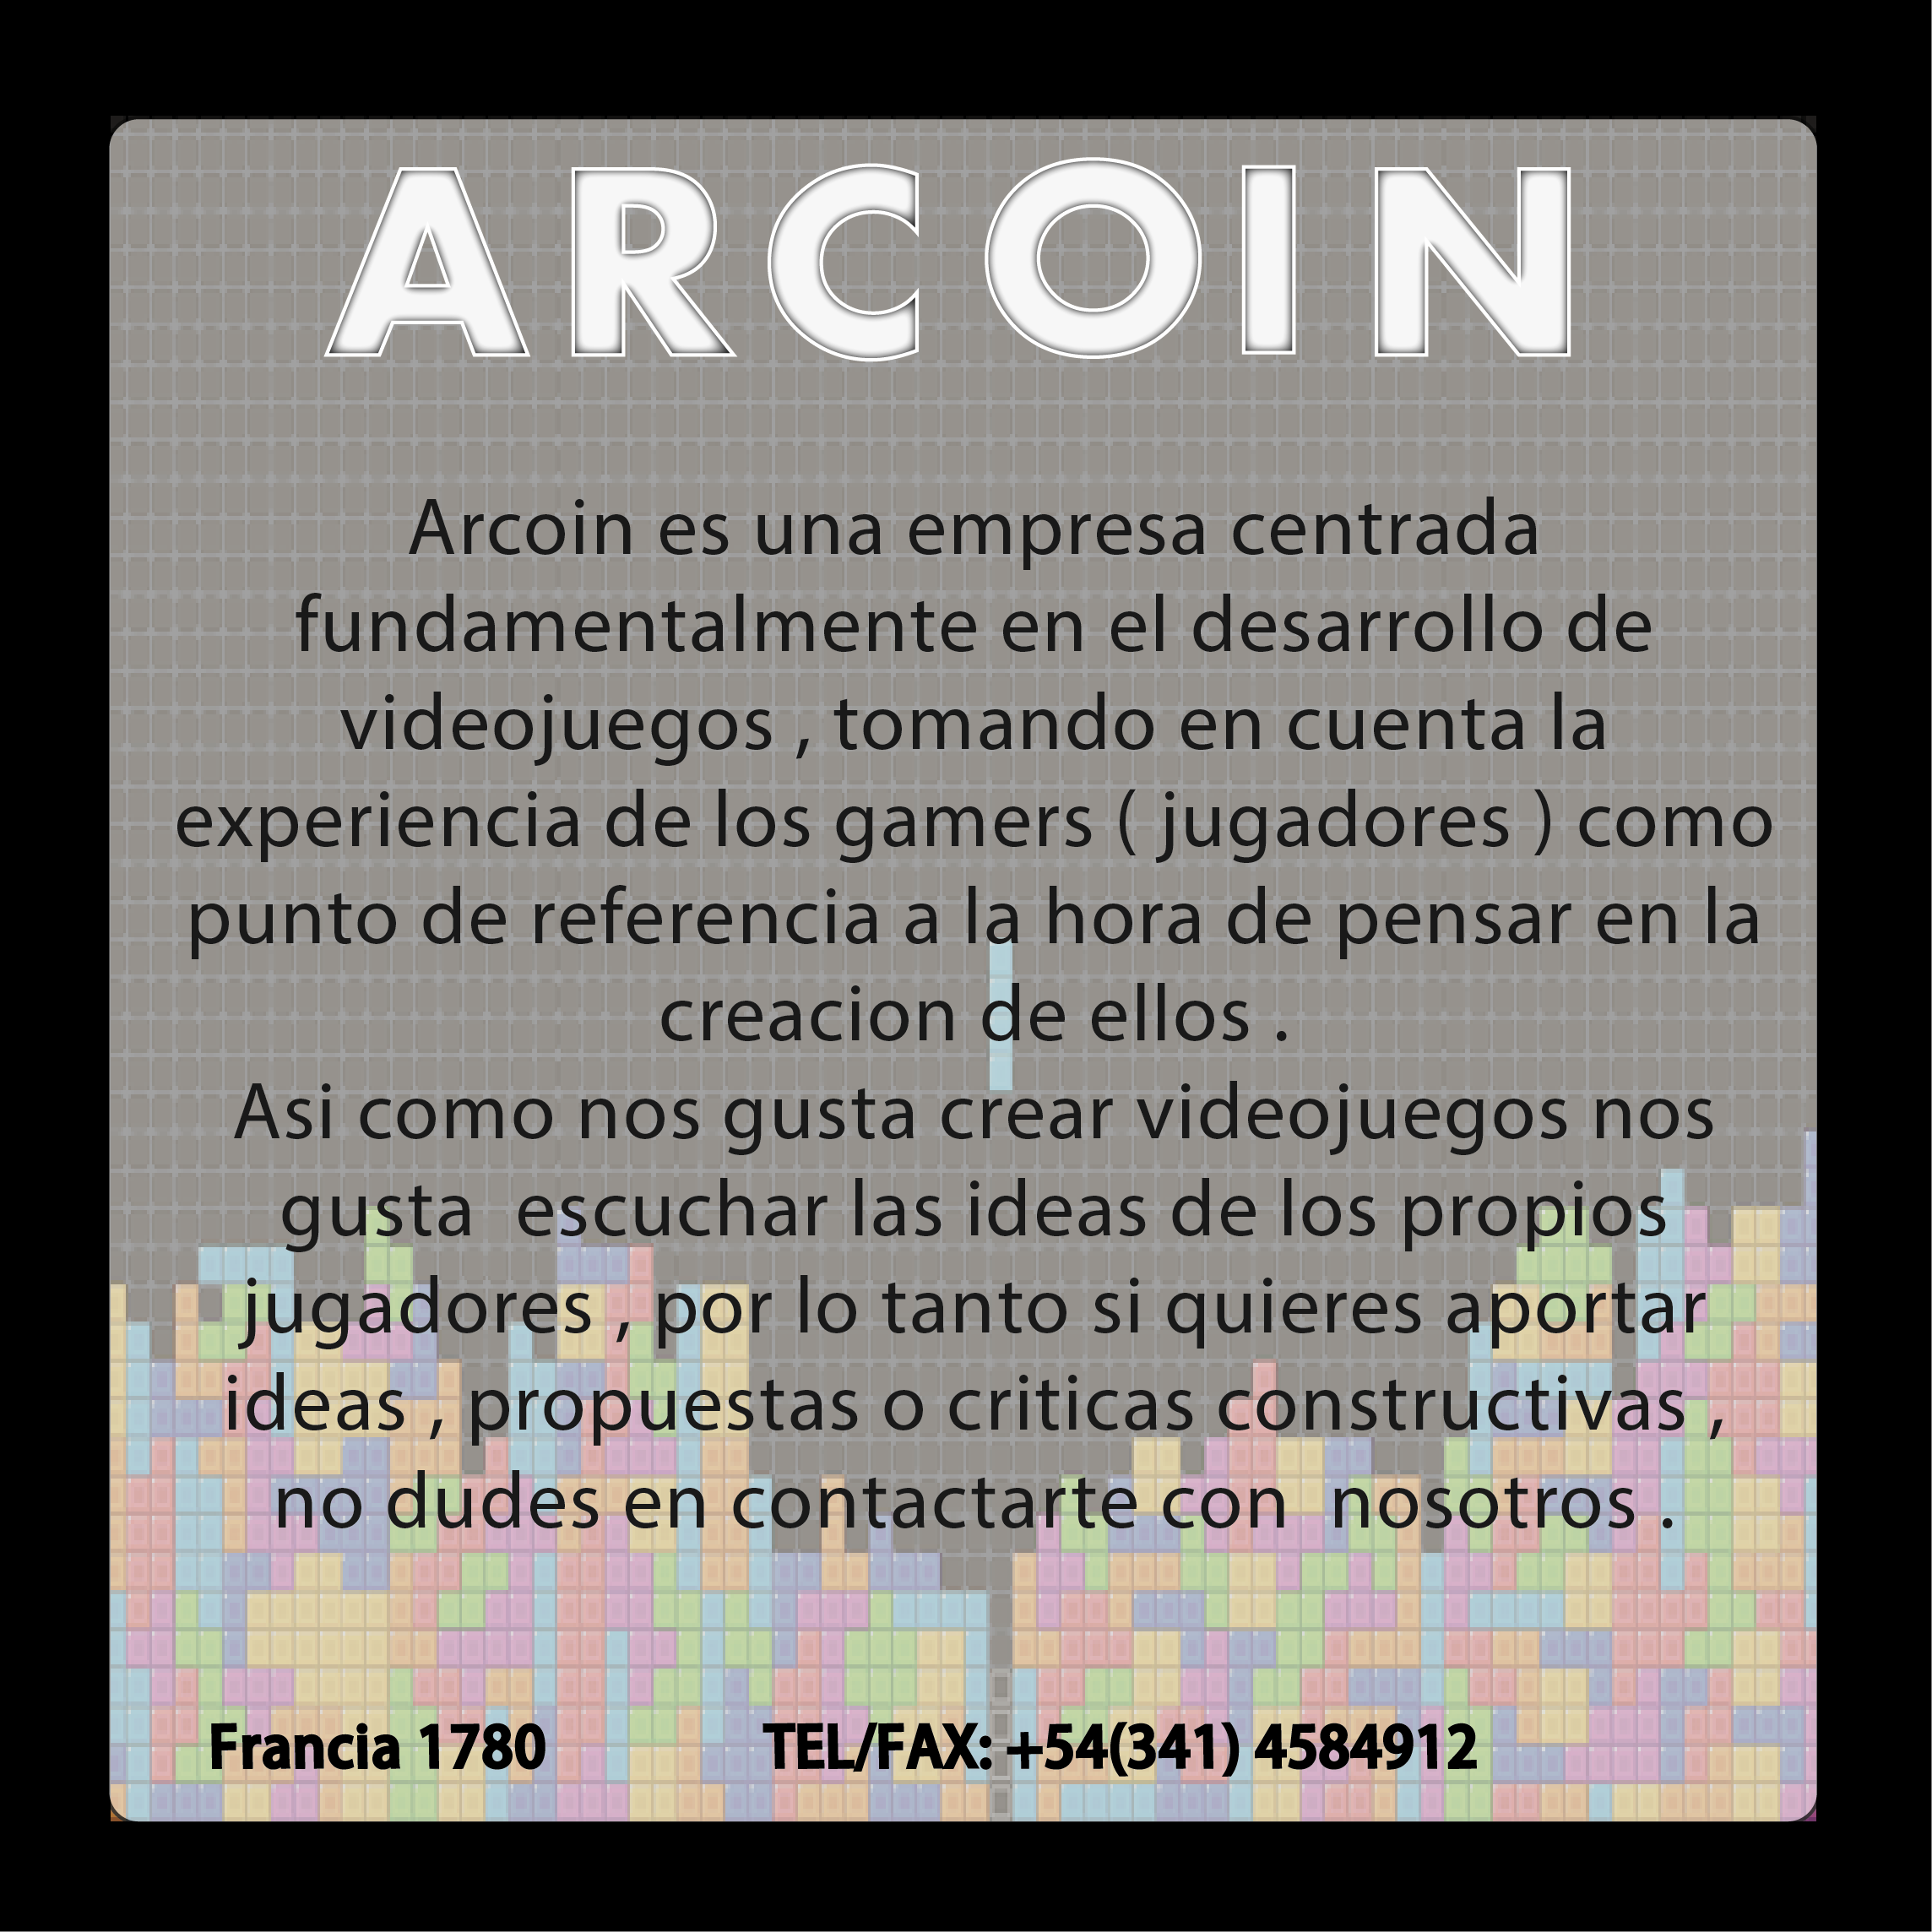 ARCOIN
Arcoin es una empresa centrada
fundamentalmente en el desarrollo de
videojuegos , tomando en cuenta la
experiencia de los gamers ( jugadores ) como
punto de referencia a la hora de pensar en la
creacion de ellos .
Asi como nos gusta crear videojuegos nos
gusta  escuchar las ideas de los propios
jugadores , por lo tanto si quieres aportar
ideas , propuestas o criticas constructivas ,
no dudes en contactarte con  nosotros .
Francia 1780 TEL/FAX: +54(341) 4584912